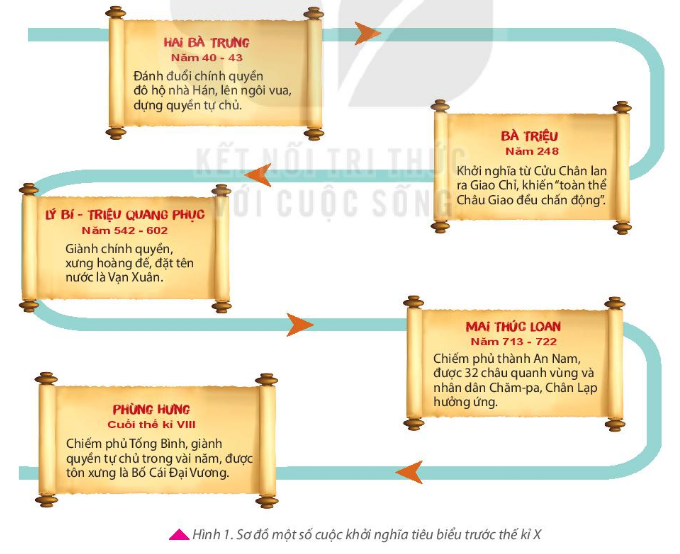 HAI BÀ TRƯNG
Năm 40 - 43
Đánh đuổi chính quyền
đô hộ nhà Hán, lên ngôi vua,
dựng quyền tự chủ.
BÀ TRIỆU
Năm 248
Khởi nghĩa từ Cửu Chân lan
ra Giao Chỉ, khiến “toàn thể
Châu Giao đều chấn động”.
KẾT NỐI TRI THỨC
VỚI CUỘC SỐNG
LÝ BÍ - TRIỆU QUANG PHỤC
Năm 542 - 602
Giành chính quyền,
xưng hoàng đế, đặt tên
nước là Vạn Xuân.
MAI THÚC LOAN
Năm 713 - 722
Chiếm phủ thành An Nam,
được 32 châu quanh vùng và
nhân dân Chăm-pa, Chân Lạp
hưởng ứng.
PHÙNG HƯNG
Cuối thế kỉ VIII
Chiếm phủ Tống Bình, giành
quyền tự chủ trong vài năm, được
tôn xưng là Bố Cái Đại Vương.
Hình 1. Sơ đồ một số cuộc khởi nghĩa tiêu biểu trước thế kỉ X